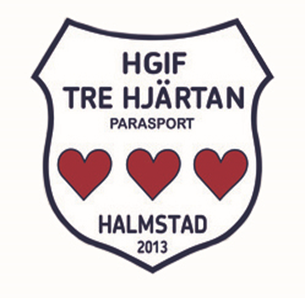 HGIF
TRE HJÄRTAN
PARASPORT
HALMSTAD
2013